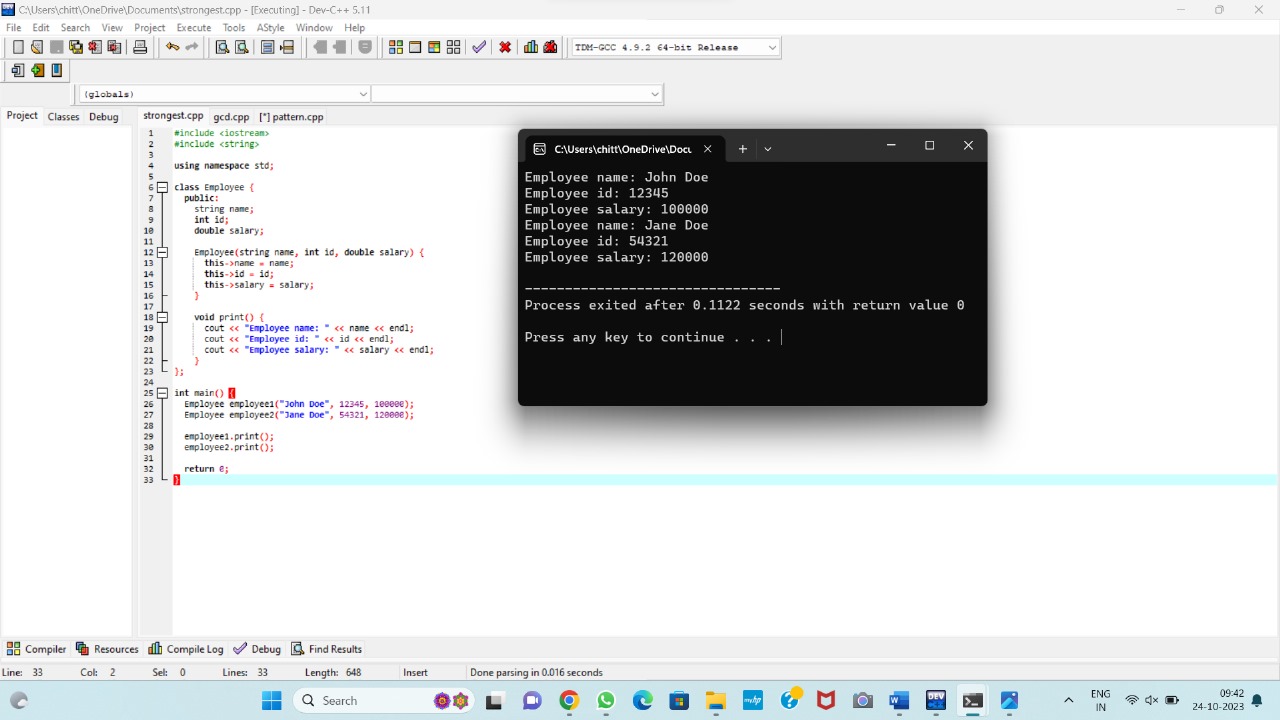 C:\Users\chitt\OneDrive\Documents\strongest.cpp - [Executing] - Dev-C++ 5.11
File Edit Search View Project Execute Tools AStyle Window Help
TDM-GCC 4.9.2 64-bit Release
(globals)
Project Classes Debug
strongest.cpp gcd.cpp [*] pattern.cpp
1 #include <iostream>
2 #include <string>
3
4 using namespace std;
5
6 class Employee {
7 public:
8 string name;
9 int id;
10 double salary;
11
12 Employee(string name, int id, double salary) {
13 this->name = name;
14 this->id = id;
15 this->salary = salary;
16 }
17
18 void print() {
19 cout << "Employee name: " << name << endl;
20 cout << "Employee id: " << id << endl;
21 cout << "Employee salary: " << salary << endl;
22 }
23 };
24
25 int main() {
26 Employee employee1("John Doe", 12345, 100000);
27 Employee employee2("Jane Doe", 54321, 120000);
28
29 employee1.print();
30 employee2.print();
31
32 return 0;
33 }
C:\Users\chitt\OneDrive\Docu
Employee name: John Doe
Employee id: 12345
Employee salary: 100000
Employee name: Jane Doe
Employee id: 54321
Employee salary: 120000
--------------------------------
Process exited after 0.1122 seconds with return value 0
Press any key to continue . . .
Compiler Resources Compile Log Debug Find Results
Line: 33 Col: 2 Sel: 0 Lines: 33 Length: 648 Insert Done parsing in 0.016 seconds
Search
DEV
ENG
IN
09:42
24-10-2023